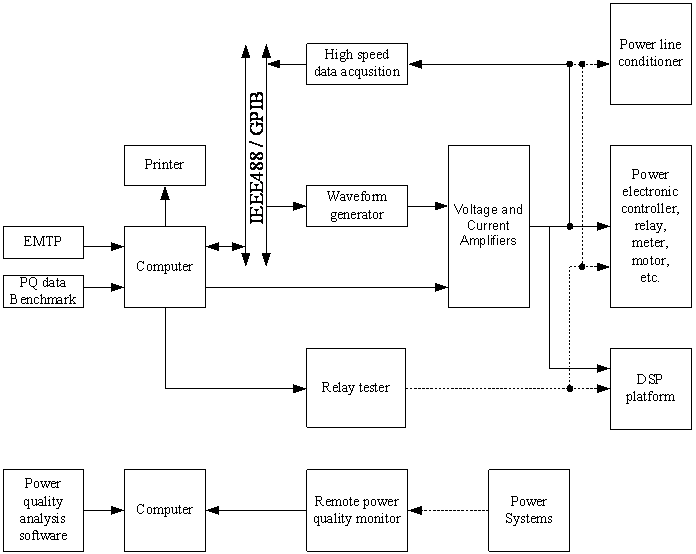 High speed
data acqusition
Power line
conditioner
IEEE488 / GPIB
Printer
Waveform
generator
Voltage and
Current
Amplifiers
Power
electronic
controller,
relay,
meter,
motor,
etc.
EMTP
Computer
PQ data
Benchmark
Relay tester
DSP
platform
Power
quality
analysis
software
Computer
Remote power
quality monitor
Power
Systems